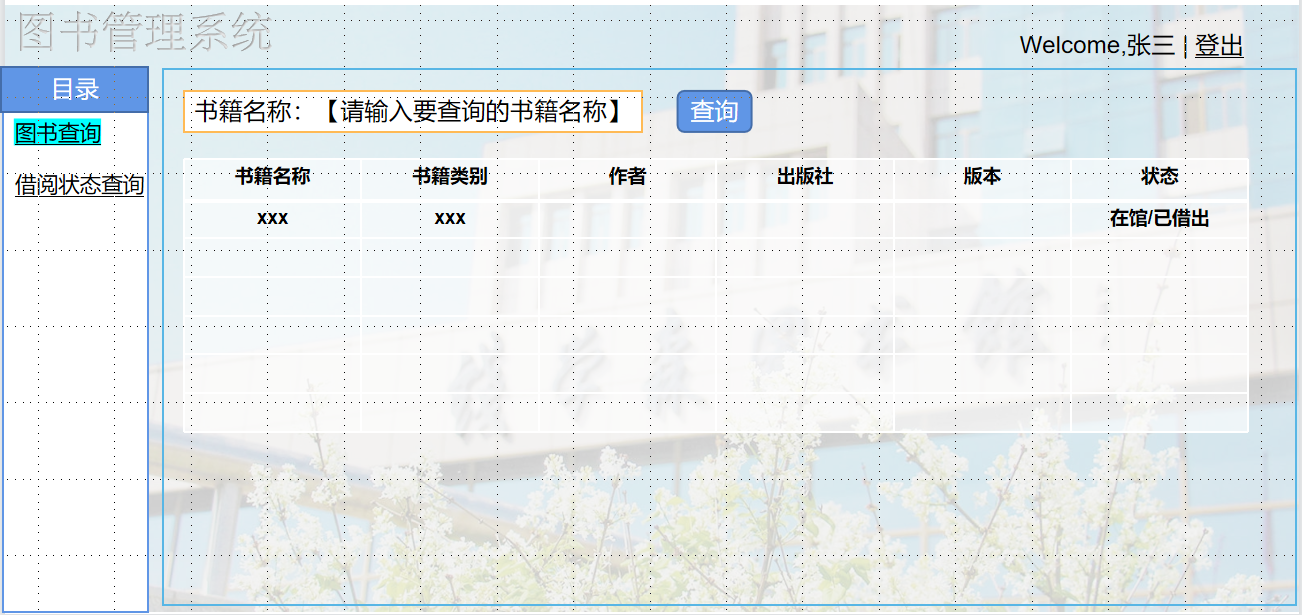 图书管理系统
Welcome,张三 | 登出
目录
图书查询
借阅状态查询
书籍名称：【请输入要查询的书籍名称】 查询
书籍名称 书籍类别 作者 出版社 版本 状态
xxx xxx 在馆/已借出